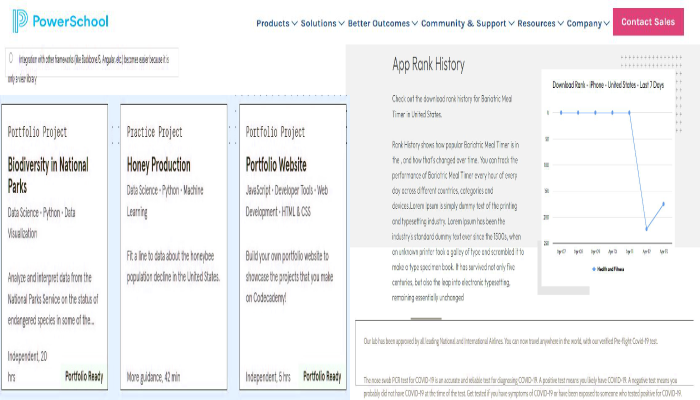 PowerSchool
Products Solutions Better Outcomes Community & Support Resources Company Contact Sales
Integration with other frameworks (like Backbone.IS, Angular, etc.) becomes easier because it is
only a view library
Portfolio Project
Biodiversity in National
Parks
Data Science • Python • Data
Visualization
Analyze and interpret data from the
National Parks Service on the status of
endangered species in some of the...
Independent, 20
hrs
Portfolio Ready
Practice Project
Honey Production
Data Science • Python • Machine
Learning
Fit a line to data about the honeybee
population decline in the United States.
More guidance, 42 min
Portfolio Project
Portfolio Website
JavaScript • Developer Tools • Web
Development • HTML & CSS
Build your own portfolio website to
showcase the projects that you make
on Codecademy!
Independent, 5 hrs
Portfolio Ready
App Rank History
Check out the download rank history for Bariatric Meal
Timer in United States.
Rank History shows how popular Bariatric Meal Timer is in
the , and how that's changed over time. You can track the
performance of Bariatric Meal Timer every hour of every
day across different countries, categories and
devices.Lorem Ipsum is simply dummy text of the printing
and typesetting industry. Lorem Ipsum has been the
industry's standard dummy text ever since the 1500s, when
an unknown printer took a galley of type and scrambled it to
make a type specimen book. It has survived not only five
centuries, but also the leap into electronic typesetting,
remaining essentially unchanged
Download Rank - iPhone - United States - Last 7 Days
Health and Fitness
Our lab has been approved by all leading National and International Airlines. You can now travel anywhere in the world, with our verified Pre-flight Covid-19 test.
The nose swab PCR test for COVID-19 is an accurate and reliable test for diagnosing COVID-19. A positive test means you likely have COVID-19. A negative test means you
probably did not have COVID-19 at the time of the test. Get tested if you have symptoms of COVID-19 or have been exposed to someone who tested positive for COVID-19.